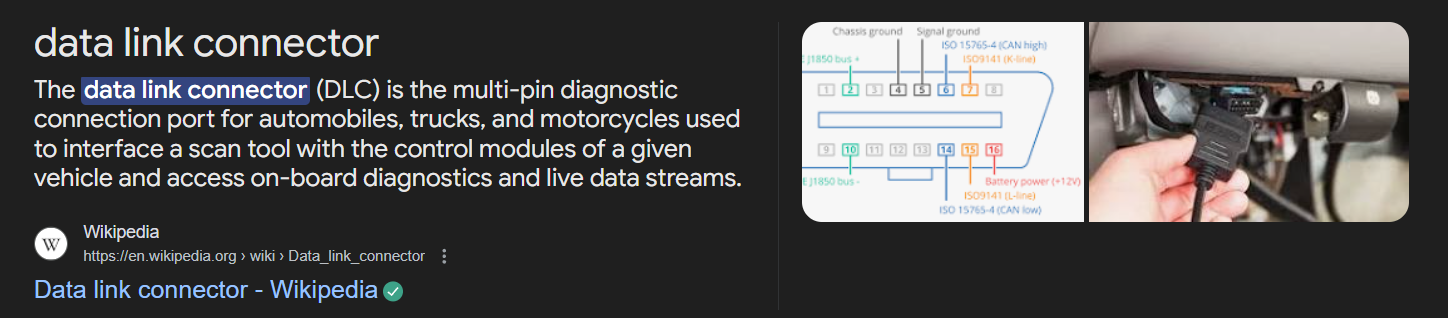 data link connector
The data link connector (DLC) is the multi-pin diagnostic
connection port for automobiles, trucks, and motorcycles used
to interface a scan tool with the control modules of a given
vehicle and access on-board diagnostics and live data streams.
W
Wikipedia
https://en.wikipedia.org › wiki › Data_link_connector
Data link connector - Wikipedia
Chassis ground
Signal ground
ISO 15765-4 (CAN high)
E J1850 bus +
ISO9141 (K-line)
1 2 3 4 5 6 7 8
9 10 11 12 13 14 15 16
E J1850 bus -
Battery power (+12V)
ISO9141 (L-line)
ISO 15765-4 (CAN low)